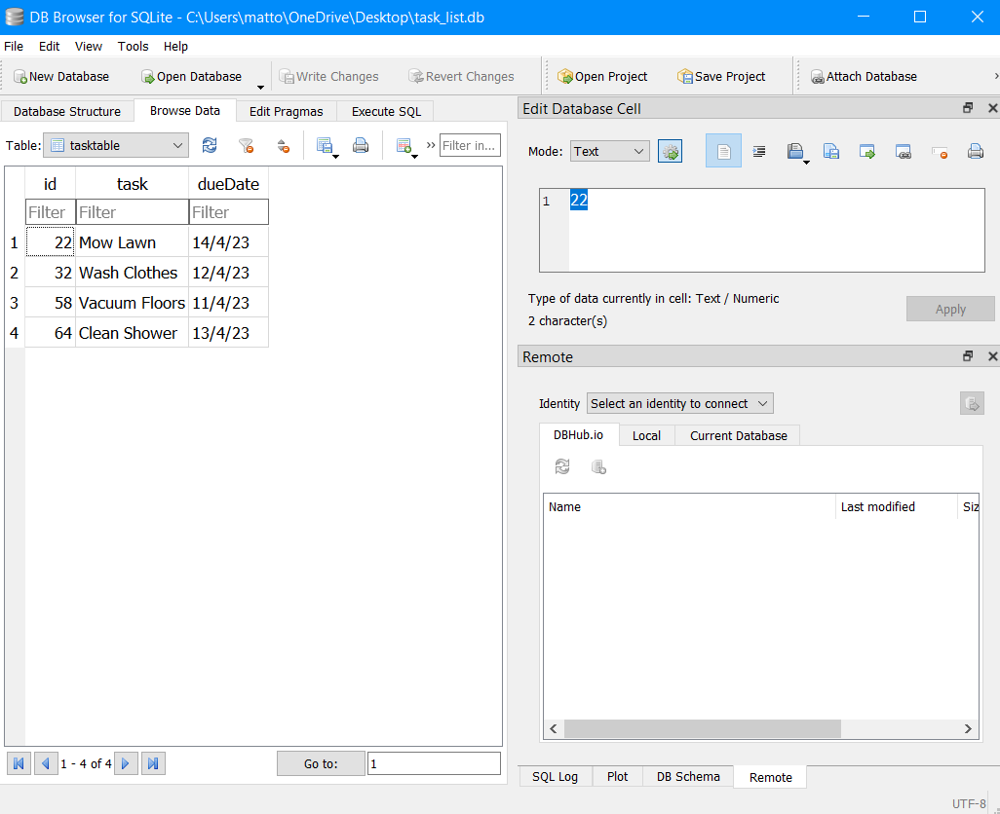 DB Browser for SQLite - C:\Users\matto\OneDrive\Desktop\task_list.db
File Edit View Tools Help
New Database Open Database Write Changes Revert Changes Open Project Save Project Attach Database
Database Structure Browse Data Edit Pragmas Execute SQL
Table: tasktable Filter in...
id task dueDate
Filter Filter Filter
1 22 Mow Lawn 14/4/23
2 32 Wash Clothes 12/4/23
3 58 Vacuum Floors 11/4/23
4 64 Clean Shower 13/4/23
1 - 4 of 4 Go to: 1
Edit Database Cell
Mode: Text
1 22
Type of data currently in cell: Text / Numeric
2 character(s)
Apply
Remote
Identity Select an identity to connect
DBHub.io Local Current Database
Name Last modified Siz
SQL Log Plot DB Schema Remote
UTF-8